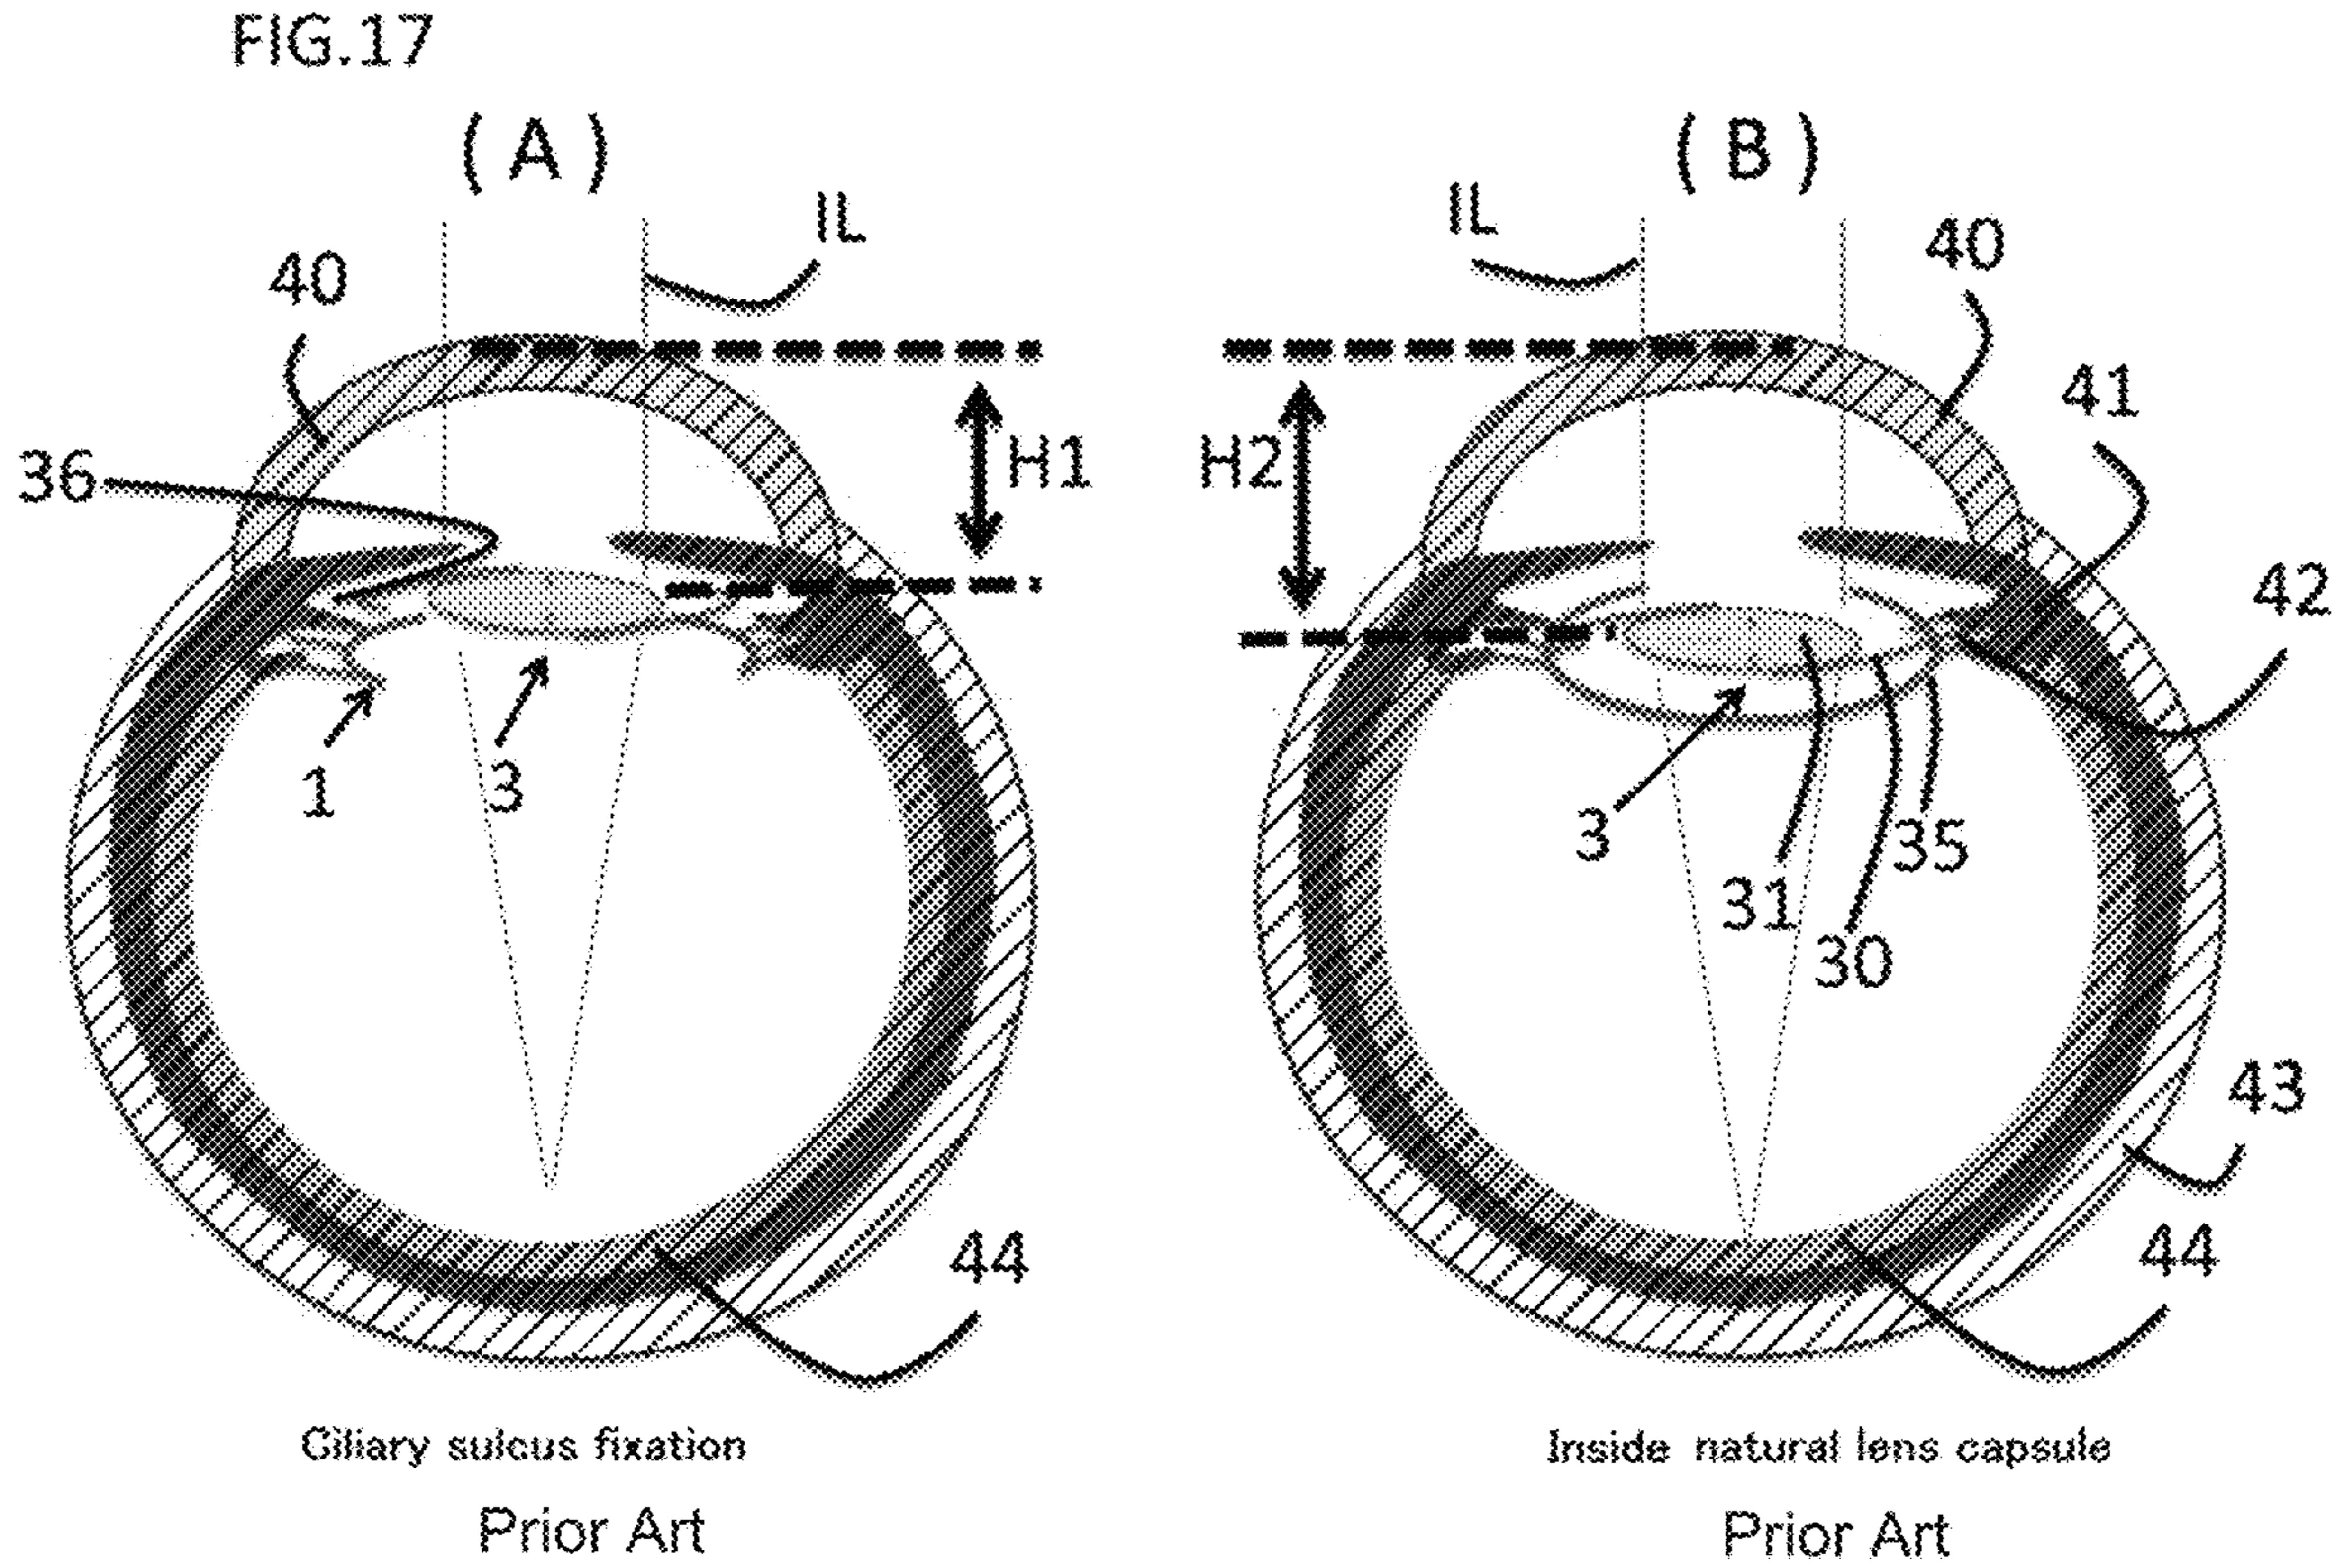 FIG.17
( A )
IL
40
36
H1
1
3
44
Ciliary sulcus fixation
Prior Art
( B )
IL
40
41
H2
42
3
31
30
35
43
44
Inside natural lens capsule
Prior Art